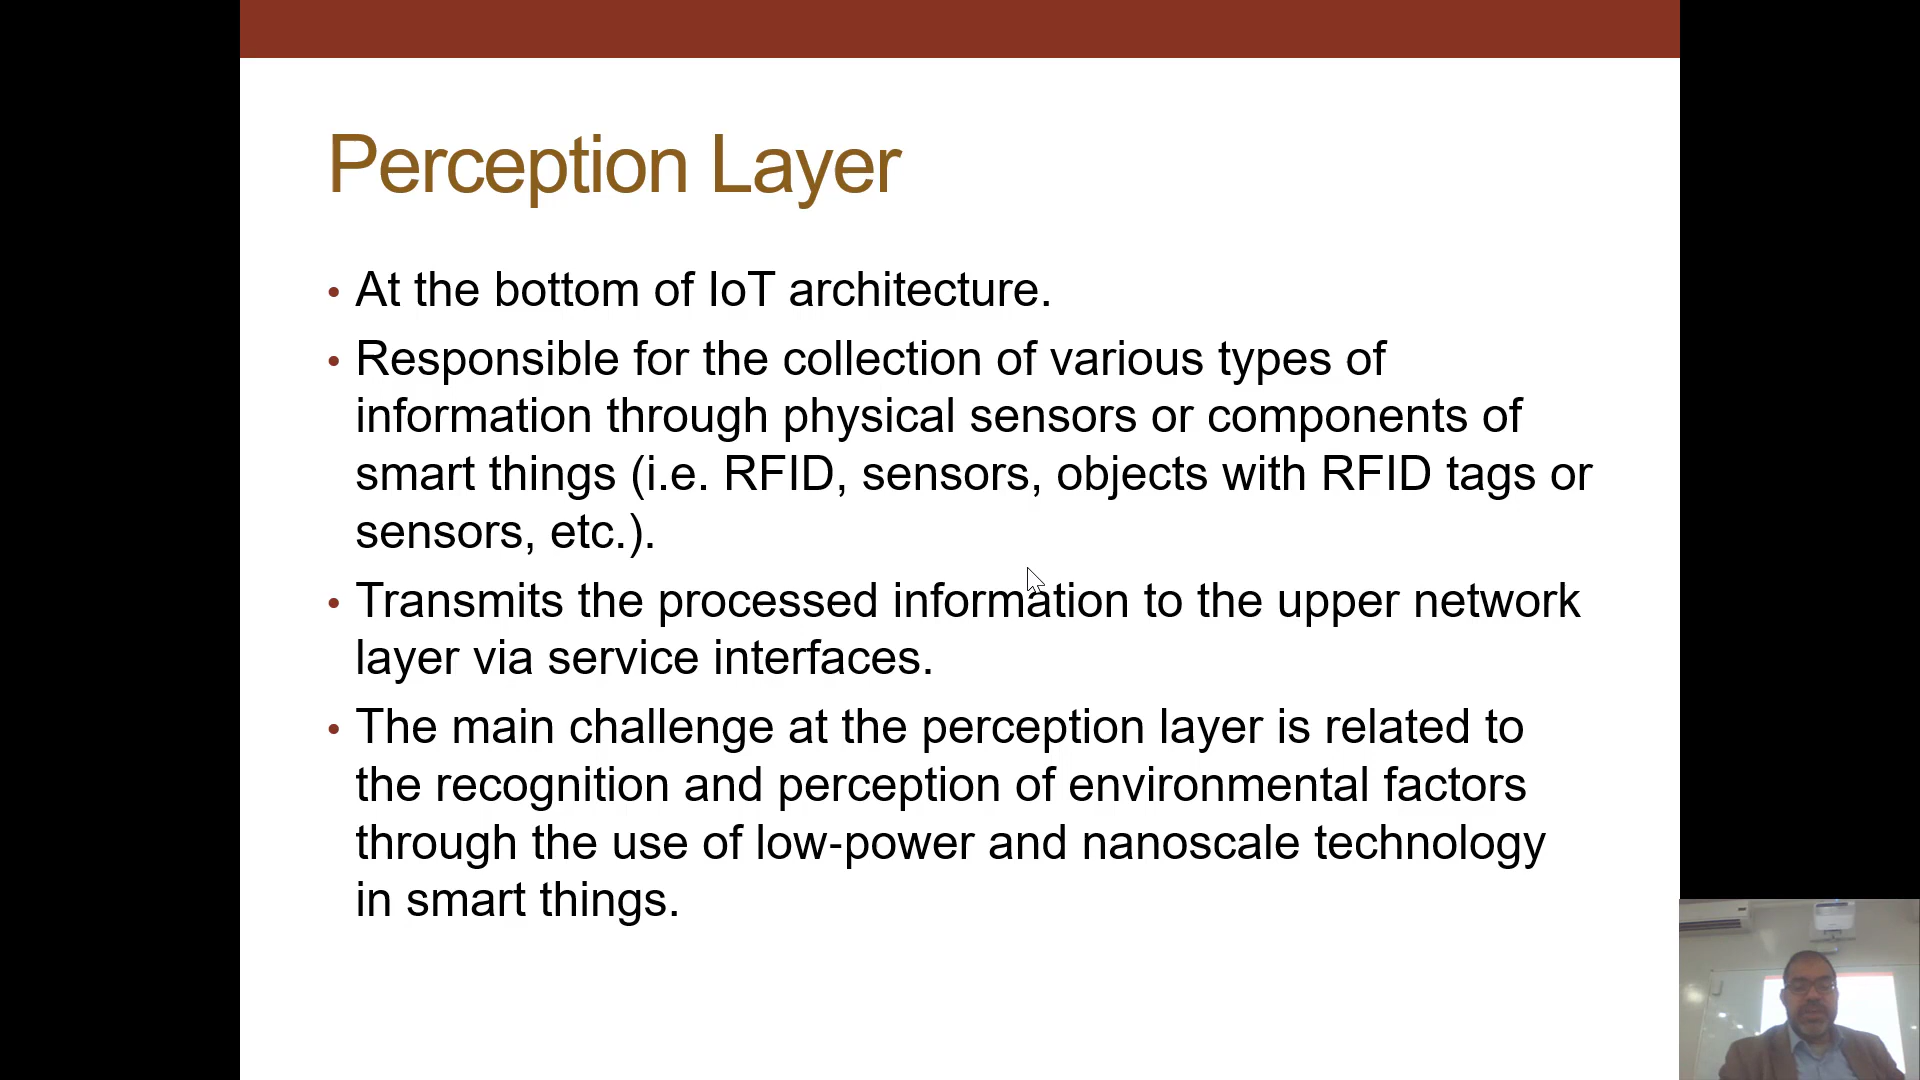 Perception Layer
• At the bottom of IoT architecture.
• Responsible for the collection of various types of
information through physical sensors or components of
smart things (i.e. RFID, sensors, objects with RFID tags or
sensors, etc.).
• Transmits the processed information to the upper network
layer via service interfaces.
• The main challenge at the perception layer is related to
the recognition and perception of environmental factors
through the use of low-power and nanoscale technology
in smart things.